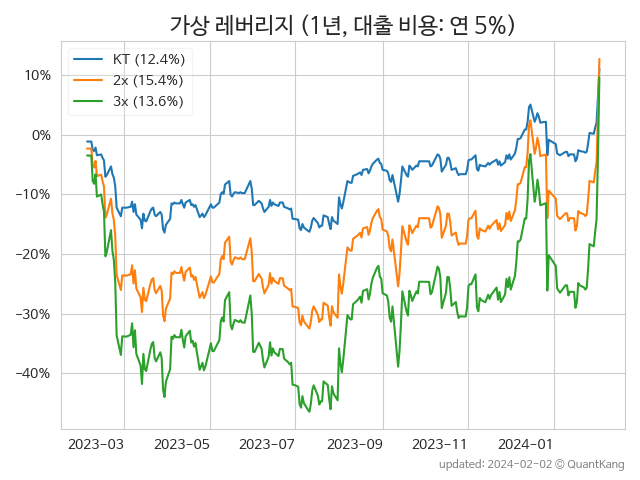 가상 레버리지 (1년, 대출 비용: 연 5%)
KT (12.4%)
2x (15.4%)
3x (13.6%)
10%
0%
−10%
−20%
−30%
−40%
2023-03 2023-05 2023-07 2023-09 2023-11 2024-01
updated: 2024-02-02 © QuantKang